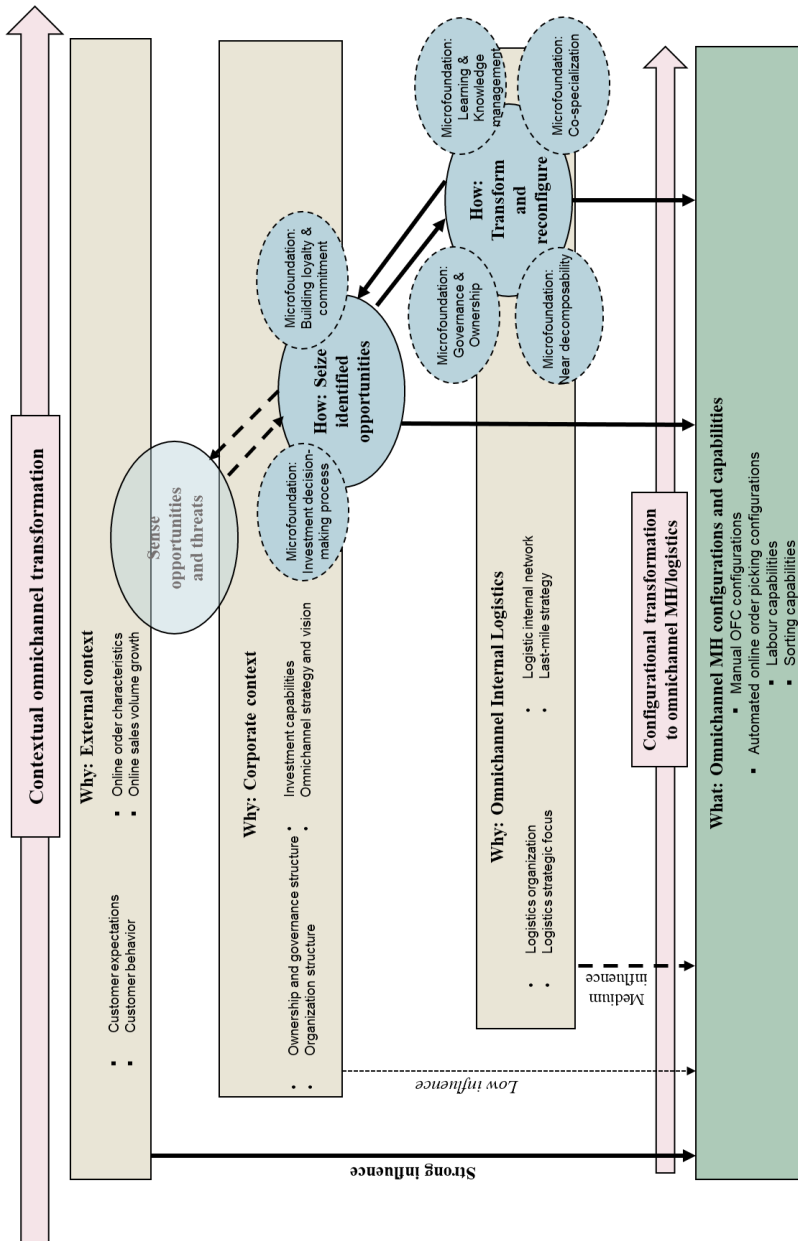 Contextual omnichannel transformation
Why: External context
▪ Customer expectations
▪ Customer behavior
▪ Online order characteristics
▪ Online sales volume growth
Sense
opportunities
and threats
Why: Corporate context
• Ownership and governance structure
• Organization structure
• Investment capabilities
• Omnichannel strategy and vision
Microfoundation:
Investment decision-
making process
How: Seize
identified
opportunities
Microfoundation:
Building loyalty &
commitment
Why: Omnichannel Internal Logistics
• Logistics organization
• Logistics strategic focus
▪ Logistic internal network
• Last-mile strategy
Microfoundation:
Governance &
Ownership
Microfoundation:
Learning &
Knowledge
management
How:
Transform
and
reconfigure
Microfoundation:
Near decomposability
Microfoundation:
Co-specialization
Strong influence
Low influence
Medium
influence
Configurational transformation
to omnichannel MH/logistics
What: Omnichannel MH configurations and capabilities
▪ Manual OFC configurations
▪ Automated online order picking configurations
▪ Labour capabilities
▪ Sorting capabilities